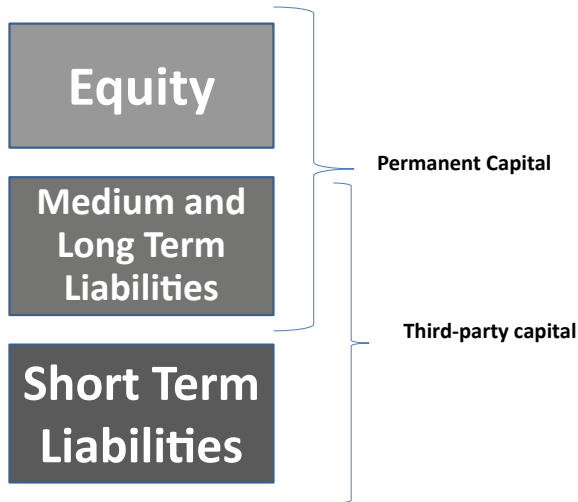 Equity
Permanent Capital
Medium and
Long Term
Liabilities
Third-party capital
Short Term
Liabilities